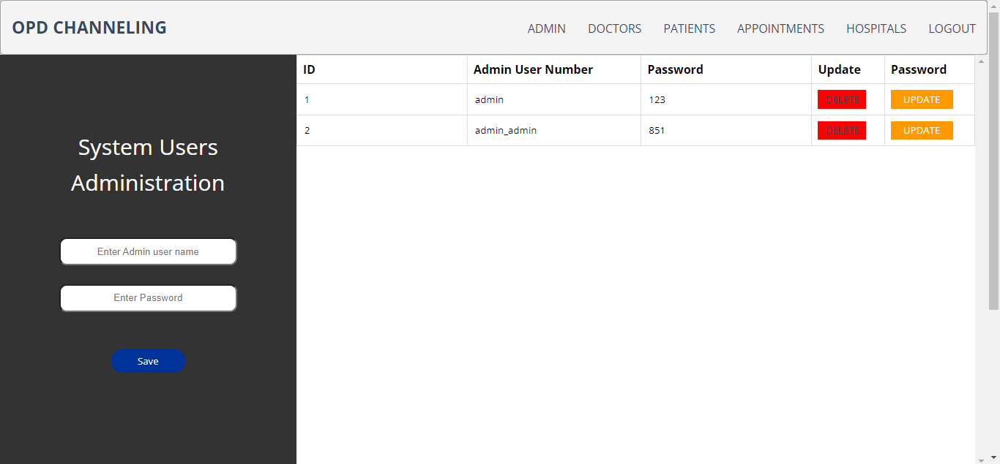 OPD CHANNELING
ADMIN DOCTORS PATIENTS APPOINTMENTS HOSPITALS LOGOUT
System Users
Administration
Enter Admin user name
Enter Password
Save
ID Admin User Number Password Update Password
1 admin 123 DELETE UPDATE
2 admin_admin 851 DELETE UPDATE